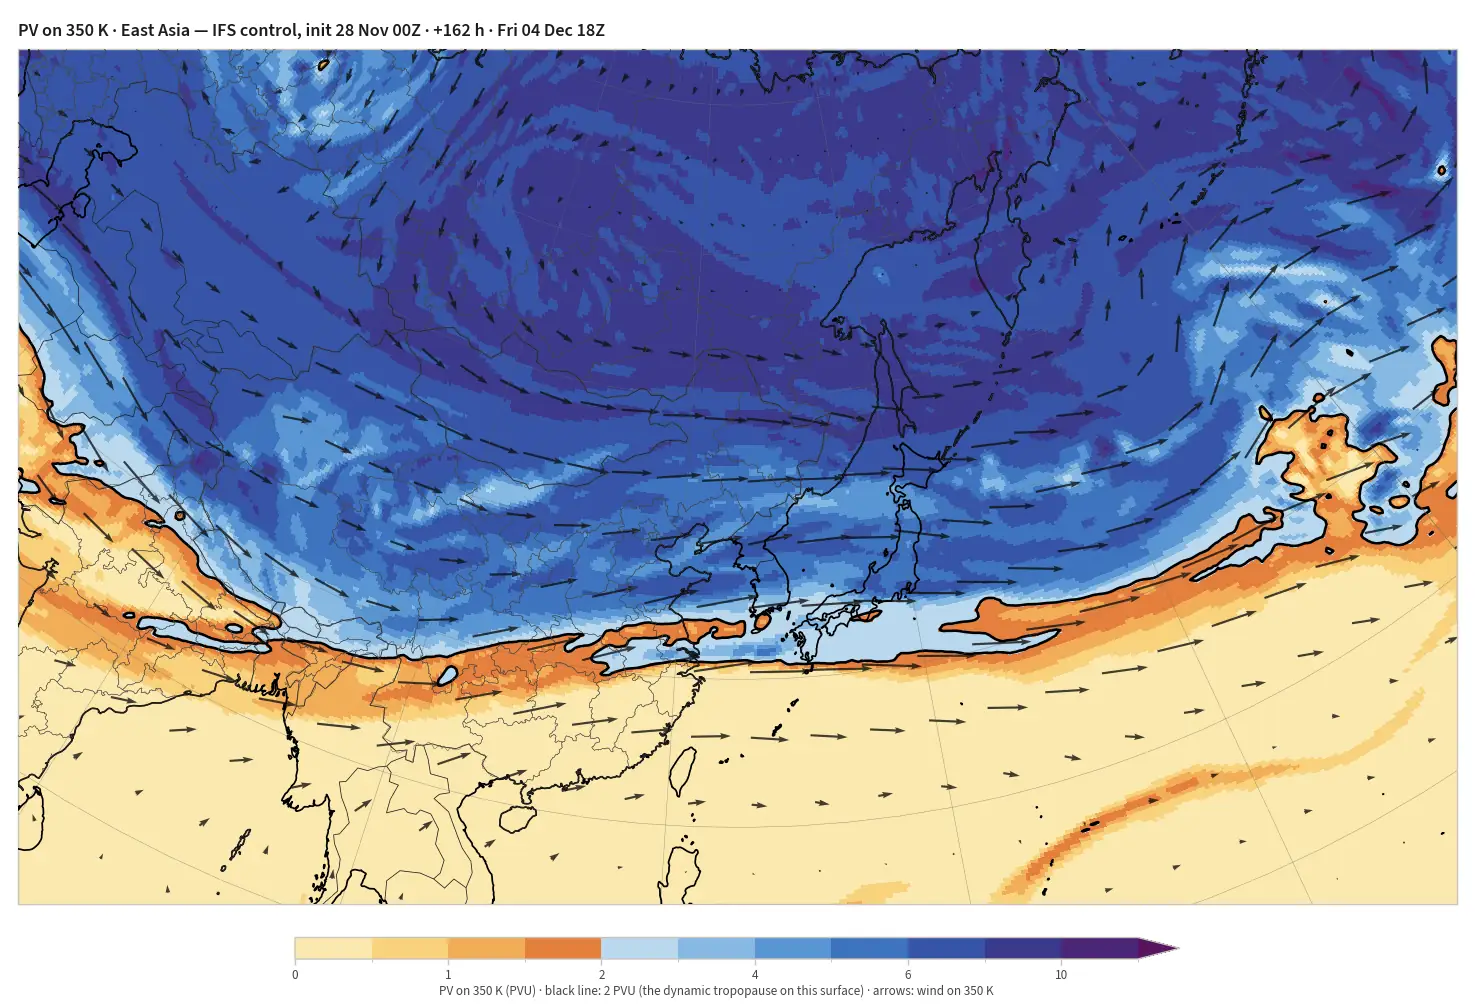 PV on 350 K · East Asia — IFS control, init 28 Nov 00Z · +162 h · Fri 04 Dec 18Z
0 1 2 4 6 10
PV on 350 K (PVU) · black line: 2 PVU (the dynamic tropopause on this surface) · arrows: wind on 350 K